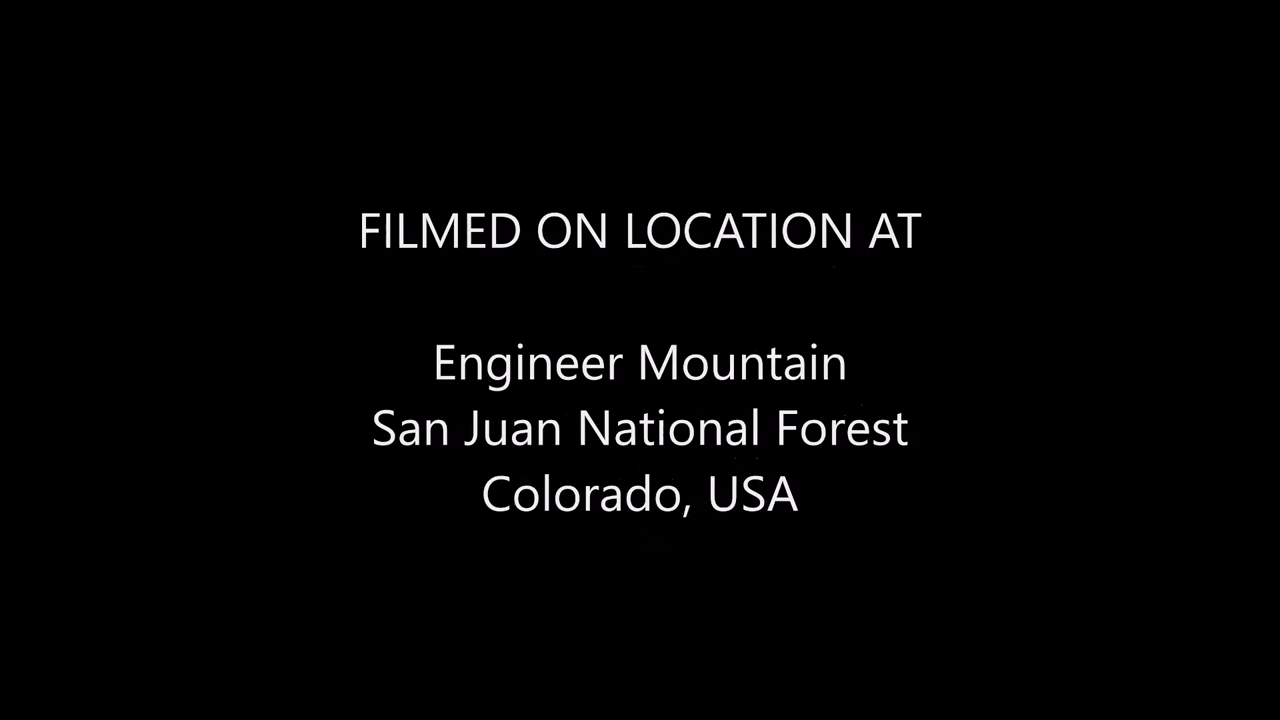 FILMED ON LOCATION AT
Engineer Mountain
San Juan National Forest
Colorado, USA